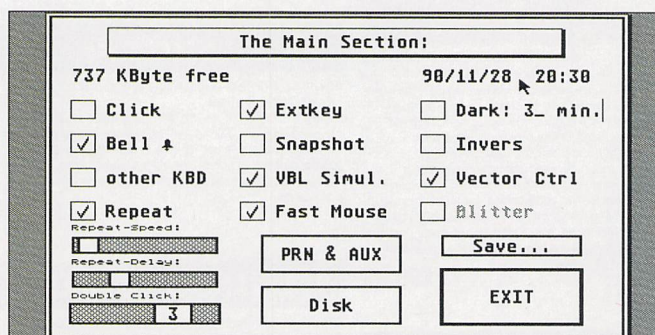 The Main Section:
737 KByte free 90/11/28 20:30
Click Extkey Dark: 3_ min.
Bell Snapshot Invers
other KBD VBL Simul. Vector Ctrl
Repeat Fast Mouse Blitter
Repeat-Speed:
Repeat-Delay:
Double Click:
3
PRN & AUX
Disk
Save...
EXIT